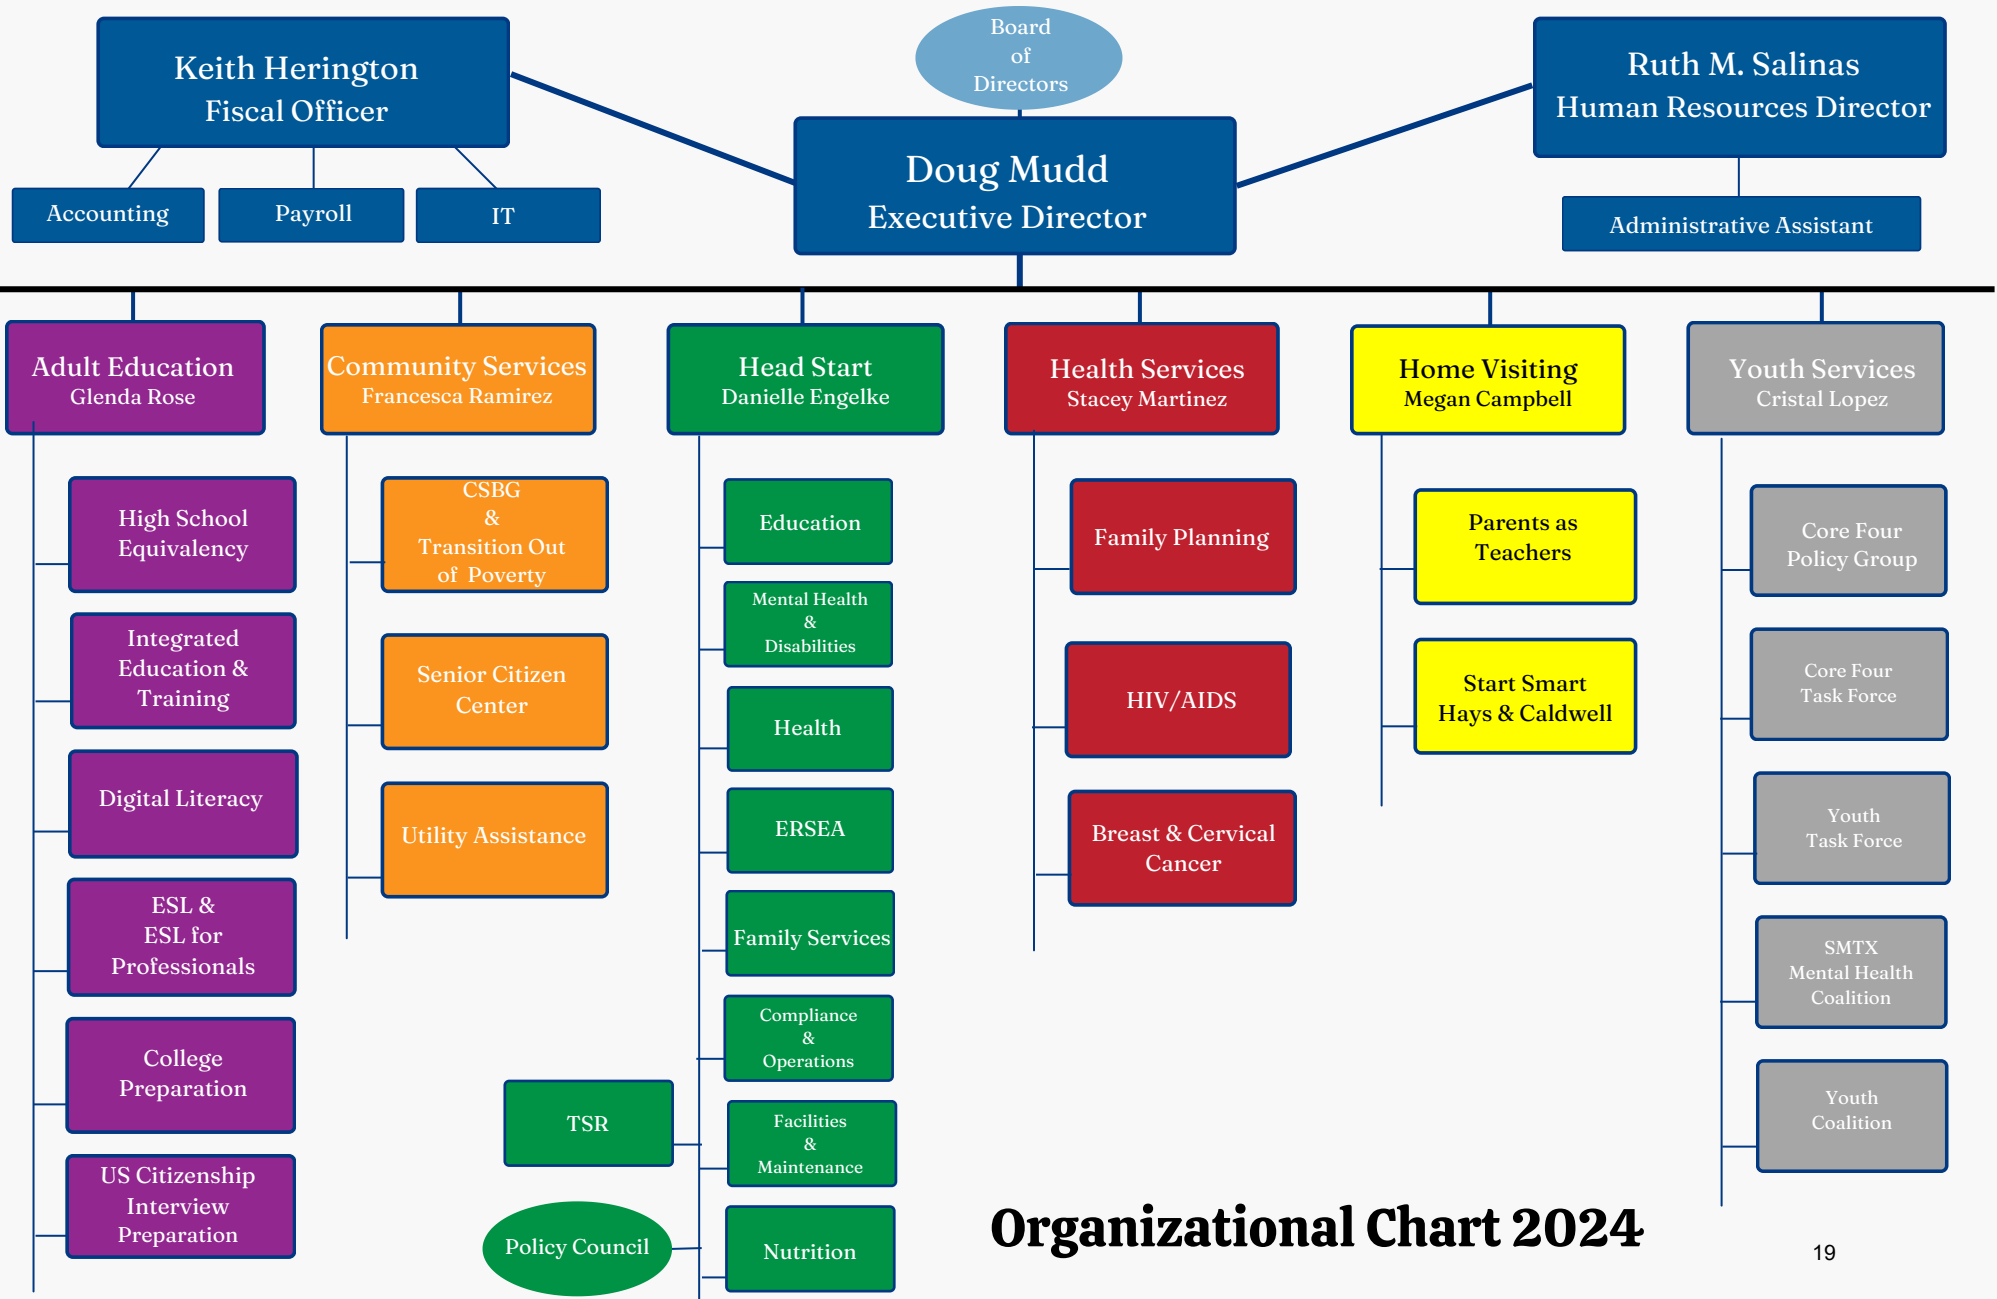 Board
of
Directors
Keith Herington
Fiscal Officer
Ruth M. Salinas
Human Resources Director
Doug Mudd
Executive Director
Accounting
Payroll
IT
Administrative Assistant
Adult Education
Glenda Rose
High School
Equivalency
Integrated
Education &
Training
Digital Literacy
ESL &
ESL for
Professionals
College
Preparation
US Citizenship
Interview
Preparation
Community Services
Francesca Ramirez
CSBG
&
Transition Out
of Poverty
Senior Citizen
Center
Utility Assistance
Head Start
Danielle Engelke
Education
Mental Health
&
Disabilities
Health
ERSEA
Family Services
Compliance
&
Operations
TSR
Facilities
&
Maintenance
Policy Council
Nutrition
Health Services
Stacey Martinez
Family Planning
HIV/AIDS
Breast & Cervical
Cancer
Home Visiting
Megan Campbell
Parents as
Teachers
Start Smart
Hays & Caldwell
Youth Services
Cristal Lopez
Core Four
Policy Group
Core Four
Task Force
Youth
Task Force
SMTX
Mental Health
Coalition
Youth
Coalition
Organizational Chart 2024
19